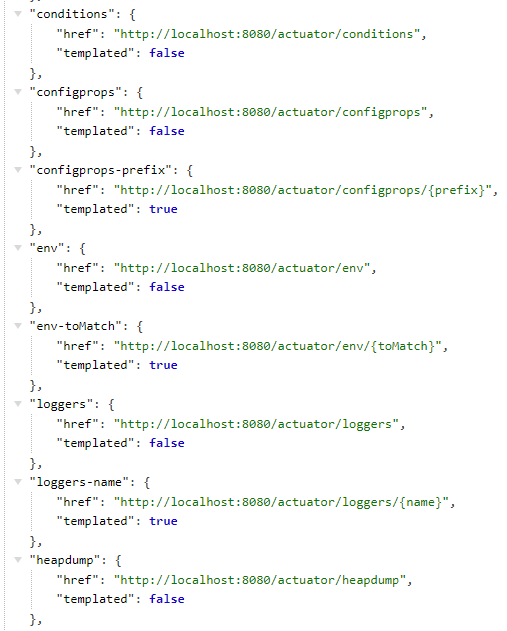 "conditions": {
"href": "http://localhost:8080/actuator/conditions",
"templated": false
},
"configprops": {
"href": "http://localhost:8080/actuator/configprops",
"templated": false
},
"configprops-prefix": {
"href": "http://localhost:8080/actuator/configprops/{prefix}",
"templated": true
},
"env": {
"href": "http://localhost:8080/actuator/env",
"templated": false
},
"env-toMatch": {
"href": "http://localhost:8080/actuator/env/{toMatch}",
"templated": true
},
"loggers": {
"href": "http://localhost:8080/actuator/loggers",
"templated": false
},
"loggers-name": {
"href": "http://localhost:8080/actuator/loggers/{name}",
"templated": true
},
"heapdump": {
"href": "http://localhost:8080/actuator/heapdump",
"templated": false
},